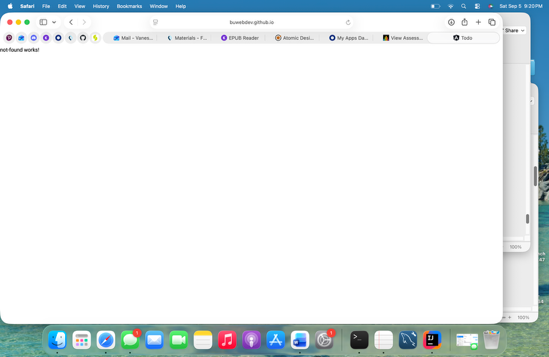 Safari File Edit View History Bookmarks Window Help
Sat Sep 5 9:20 PM
buwebdev.github.io
Share
Mail - Vanes...
Materials - F...
EPUB Reader
Atomic Desi...
My Apps Da...
View Assess...
Todo
not-found works!
100%
100%